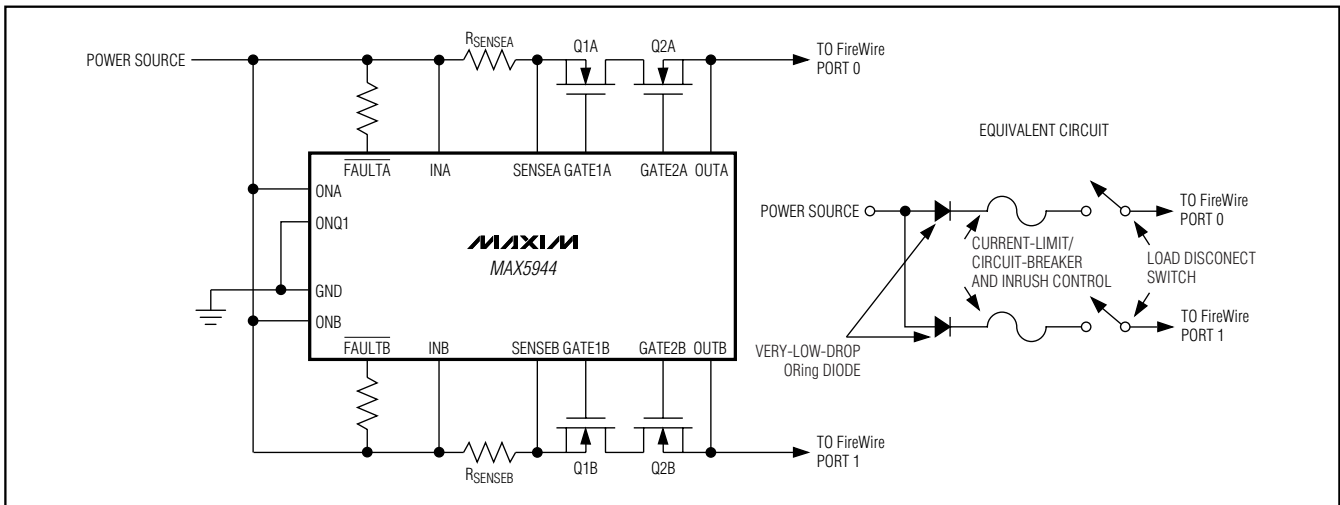 POWER SOURCE
RSENSEA
Q1A
Q2A
TO FireWire
PORT 0
FAULTA
INA
SENSEA
GATE1A
GATE2A
OUTA
ONA
ONQ1
GND
ONB
MAXIM
MAX5944
FAULTB
INB
SENSEB
GATE1B
GATE2B
OUTB
RSENSEB
Q1B
Q2B
TO FireWire
PORT 1
EQUIVALENT CIRCUIT
POWER SOURCE
TO FireWire
PORT 0
CURRENT-LIMIT/
CIRCUIT-BREAKER
AND INRUSH CONTROL
LOAD DISCONECT
SWITCH
VERY-LOW-DROP
ORing DIODE
TO FireWire
PORT 1